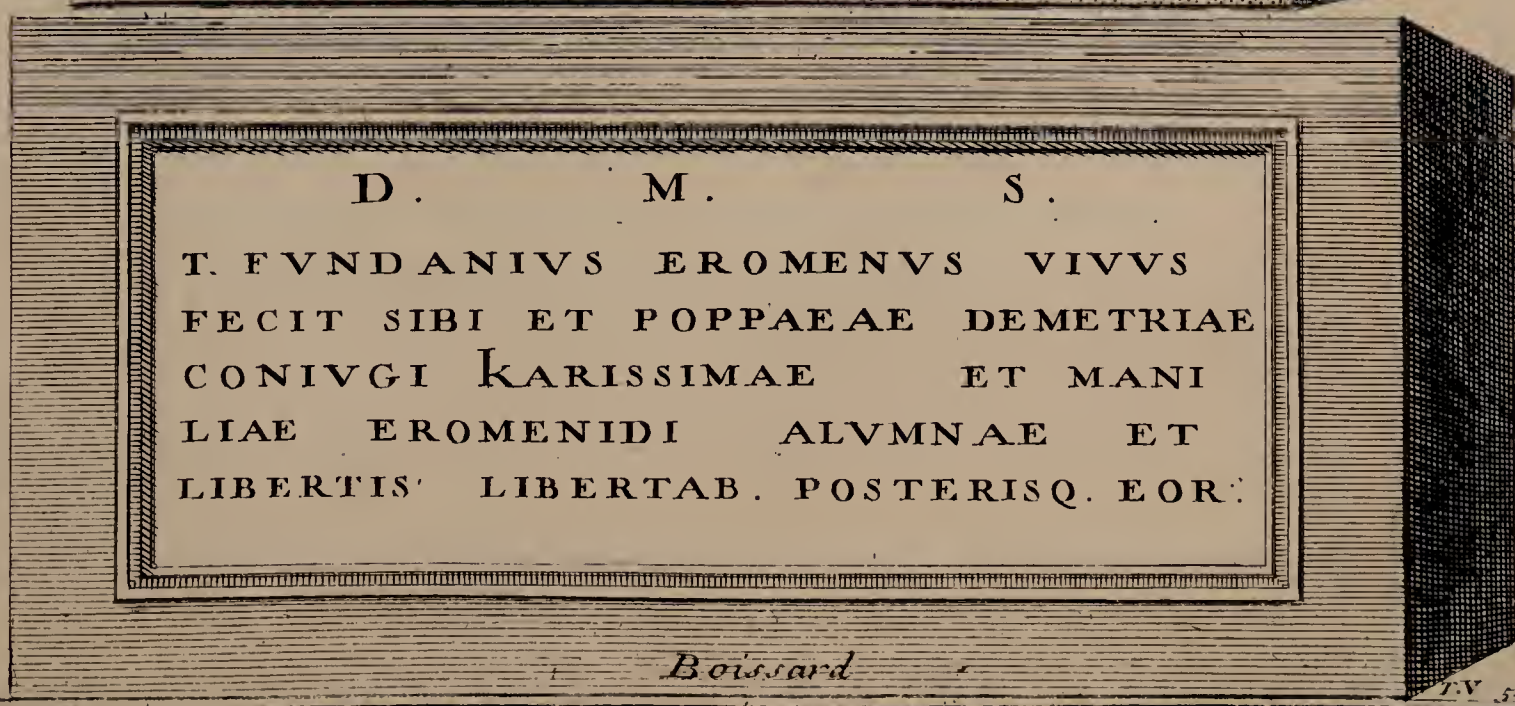 D. M. S.
T. FVNDANIVS EROMENVS VIVVS
FECIT SIBI ET POPPAEAE DEMETRIAE
CONIVGI KARISSIMAE ET MANI
LIAE EROMENIDI ALVMNAE ET
LIBERTIS LIBERTAB. POSTERISQ. EOR.
Boissard
T.V